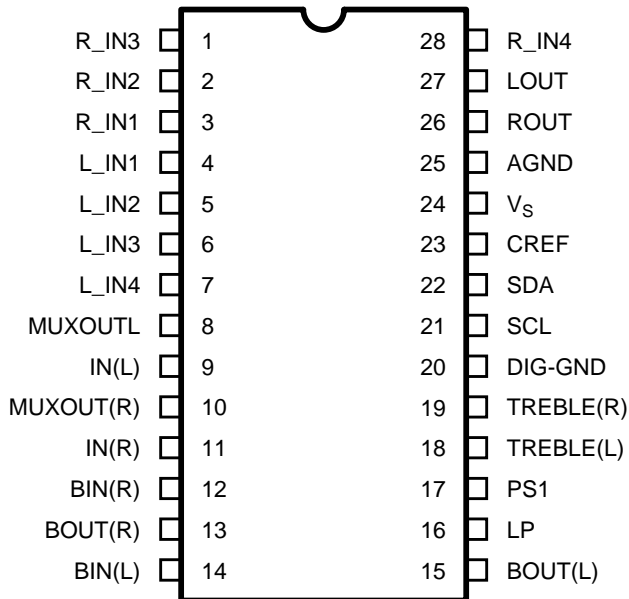 R_IN3 1 28 R_IN4
R_IN2 2 27 LOUT
R_IN1 3 26 ROUT
L_IN1 4 25 AGND
L_IN2 5 24 VS
L_IN3 6 23 CREF
L_IN4 7 22 SDA
MUXOUTL 8 21 SCL
IN(L) 9 20 DIG-GND
MUXOUT(R) 10 19 TREBLE(R)
IN(R) 11 18 TREBLE(L)
BIN(R) 12 17 PS1
BOUT(R) 13 16 LP
BIN(L) 14 15 BOUT(L)